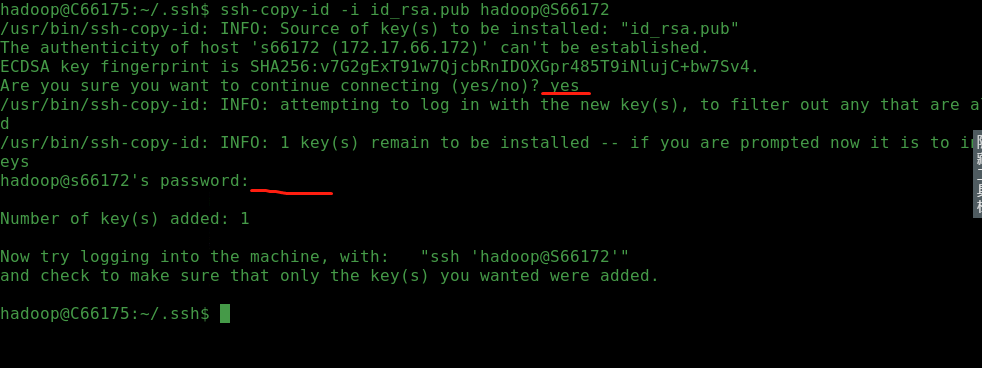 hadoop@C66175:~/.ssh$ ssh-copy-id -i id_rsa.pub hadoop@S66172
/usr/bin/ssh-copy-id: INFO: Source of key(s) to be installed: "id_rsa.pub"
The authenticity of host 's66172 (172.17.66.172)' can't be established.
ECDSA key fingerprint is SHA256:v7G2gExT91w7QjcbRnIDOXGpr485T9iNlujC+bw7Sv4.
Are you sure you want to continue connecting (yes/no)? yes
/usr/bin/ssh-copy-id: INFO: attempting to log in with the new key(s), to filter out any that are al
d
/usr/bin/ssh-copy-id: INFO: 1 key(s) remain to be installed -- if you are prompted now it is to in
eys
hadoop@s66172's password:
Number of key(s) added: 1
Now try logging into the machine, with:   "ssh 'hadoop@S66172'"
and check to make sure that only the key(s) you wanted were added.
hadoop@C66175:~/.ssh$